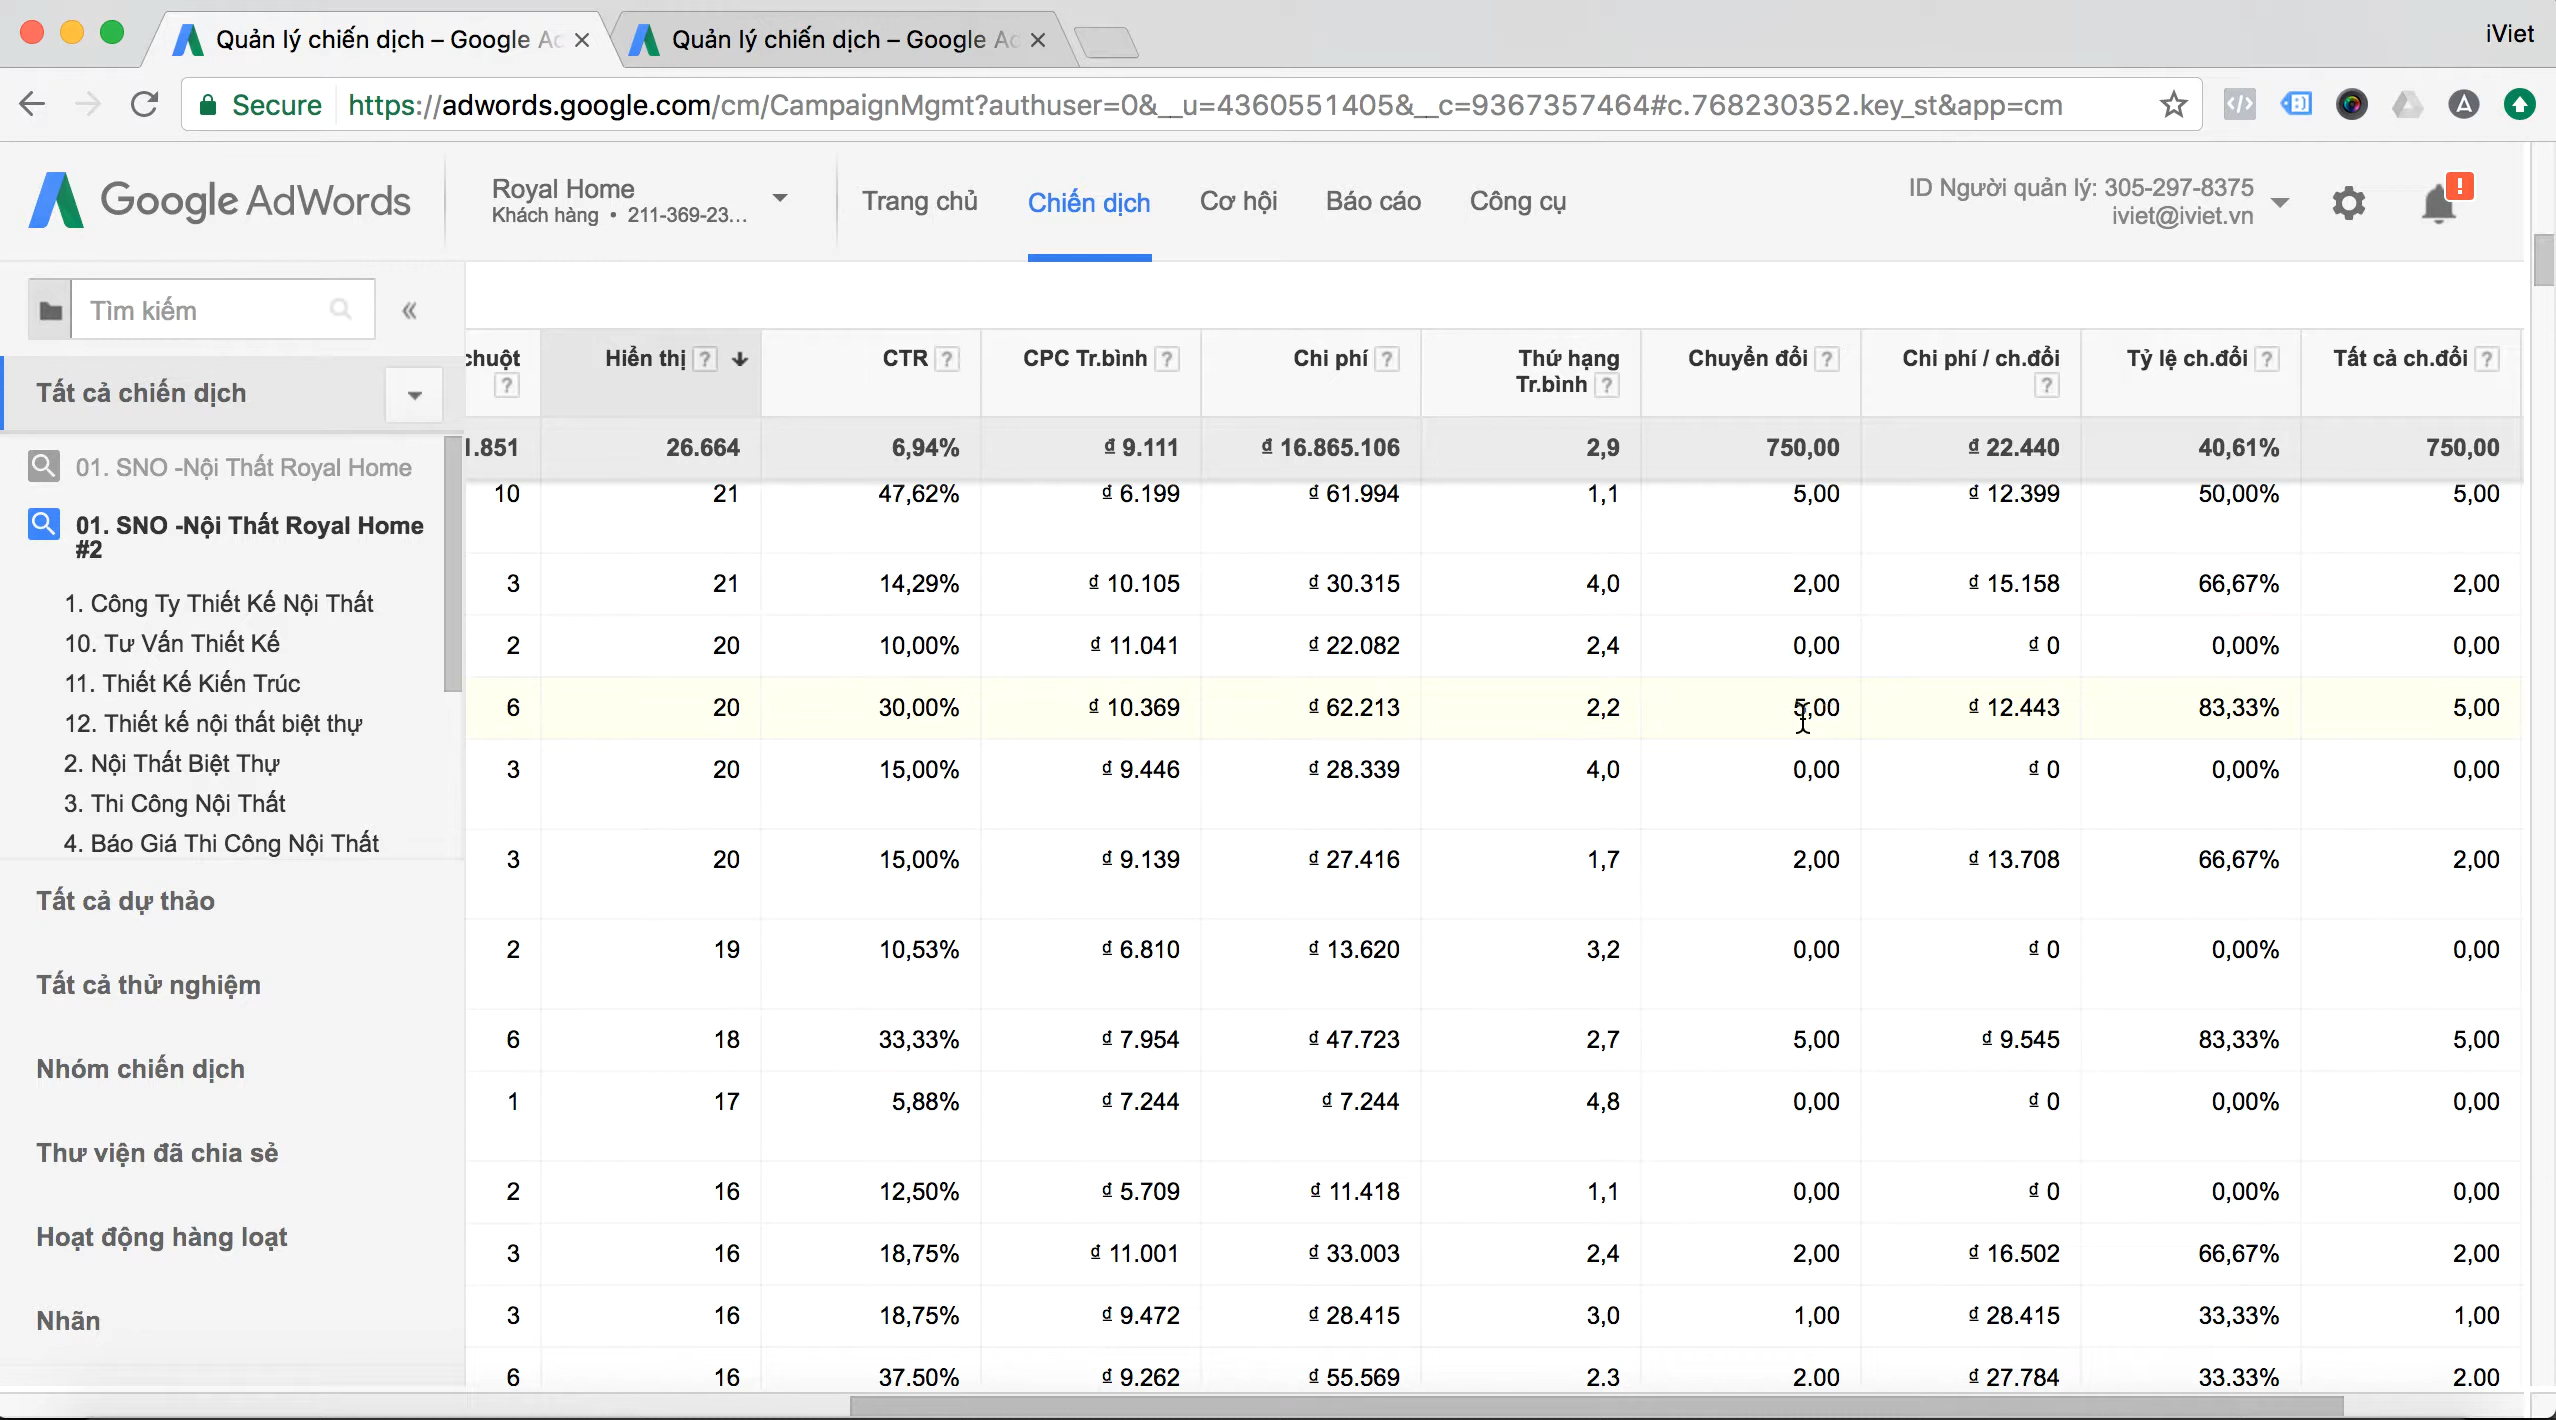 Quản lý chiến dịch – Google Ad
Quản lý chiến dịch – Google Ad
iViet
Secure https://adwords.google.com/cm/CampaignMgmt?authuser=0&__u=4360551405&__c=9367357464#c.768230352.key_st&app=cm
Google AdWords
Royal Home
Khách hàng • 211-369-23...
Trang chủ Chiến dịch Cơ hội Báo cáo Công cụ
ID Người quản lý: 305-297-8375
iviet@iviet.vn
!
Tìm kiếm «
Tất cả chiến dịch
01. SNO -Nội Thất Royal Home
01. SNO -Nội Thất Royal Home
#2
1. Công Ty Thiết Kế Nội Thất
10. Tư Vấn Thiết Kế
11. Thiết Kế Kiến Trúc
12. Thiết kế nội thất biệt thự
2. Nội Thất Biệt Thự
3. Thi Công Nội Thất
4. Báo Giá Thi Công Nội Thất
Tất cả dự thảo
Tất cả thử nghiệm
Nhóm chiến dịch
Thư viện đã chia sẻ
Hoạt động hàng loạt
Nhãn
chuột ? Hiển thị ? CTR ? CPC Tr.bình ? Chi phí ? Thứ hạng Tr.bình ? Chuyển đổi ? Chi phí / ch.đổi ? Tỷ lệ ch.đổi ? Tất cả ch.đổi ?
1.851 26.664 6,94% ₫ 9.111 ₫ 16.865.106 2,9 750,00 ₫ 22.440 40,61% 750,00
10 21 47,62% ₫ 6.199 ₫ 61.994 1,1 5,00 ₫ 12.399 50,00% 5,00
3 21 14,29% ₫ 10.105 ₫ 30.315 4,0 2,00 ₫ 15.158 66,67% 2,00
2 20 10,00% ₫ 11.041 ₫ 22.082 2,4 0,00 ₫ 0 0,00% 0,00
6 20 30,00% ₫ 10.369 ₫ 62.213 2,2 5,00 ₫ 12.443 83,33% 5,00
3 20 15,00% ₫ 9.446 ₫ 28.339 4,0 0,00 ₫ 0 0,00% 0,00
3 20 15,00% ₫ 9.139 ₫ 27.416 1,7 2,00 ₫ 13.708 66,67% 2,00
2 19 10,53% ₫ 6.810 ₫ 13.620 3,2 0,00 ₫ 0 0,00% 0,00
6 18 33,33% ₫ 7.954 ₫ 47.723 2,7 5,00 ₫ 9.545 83,33% 5,00
1 17 5,88% ₫ 7.244 ₫ 7.244 4,8 0,00 ₫ 0 0,00% 0,00
2 16 12,50% ₫ 5.709 ₫ 11.418 1,1 0,00 ₫ 0 0,00% 0,00
3 16 18,75% ₫ 11.001 ₫ 33.003 2,4 2,00 ₫ 16.502 66,67% 2,00
3 16 18,75% ₫ 9.472 ₫ 28.415 3,0 1,00 ₫ 28.415 33,33% 1,00
6 16 37,50% ₫ 9.262 ₫ 55.569 2,3 2,00 ₫ 27.784 33,33% 2,00